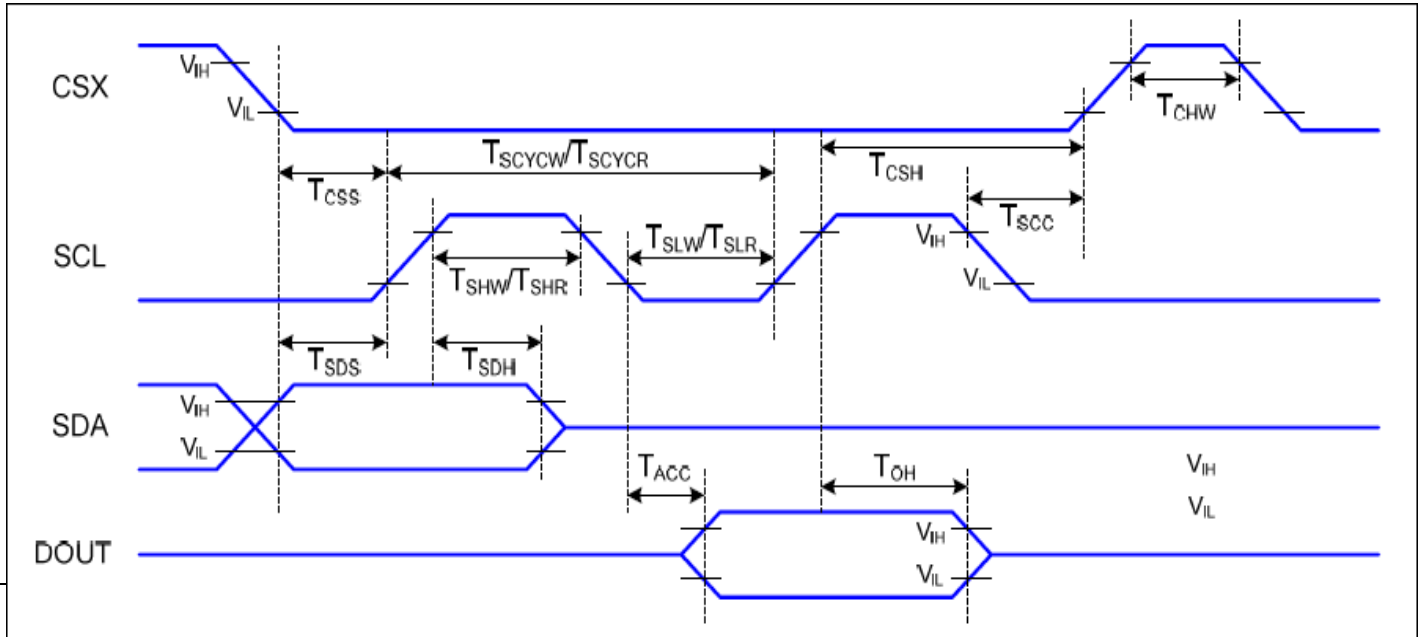 CSX
VIH
VIL
TCHW
TSCYCW/TSCYCR
TCSH
TCSS
TSCC
SCL
TSHW/TSHR
TSLW/TSLR
VIH
VIL
TSDS
TSDH
SDA
VIH
VIL
TACC
TOH
VIH
VIL
DOUT
VIH
VIL